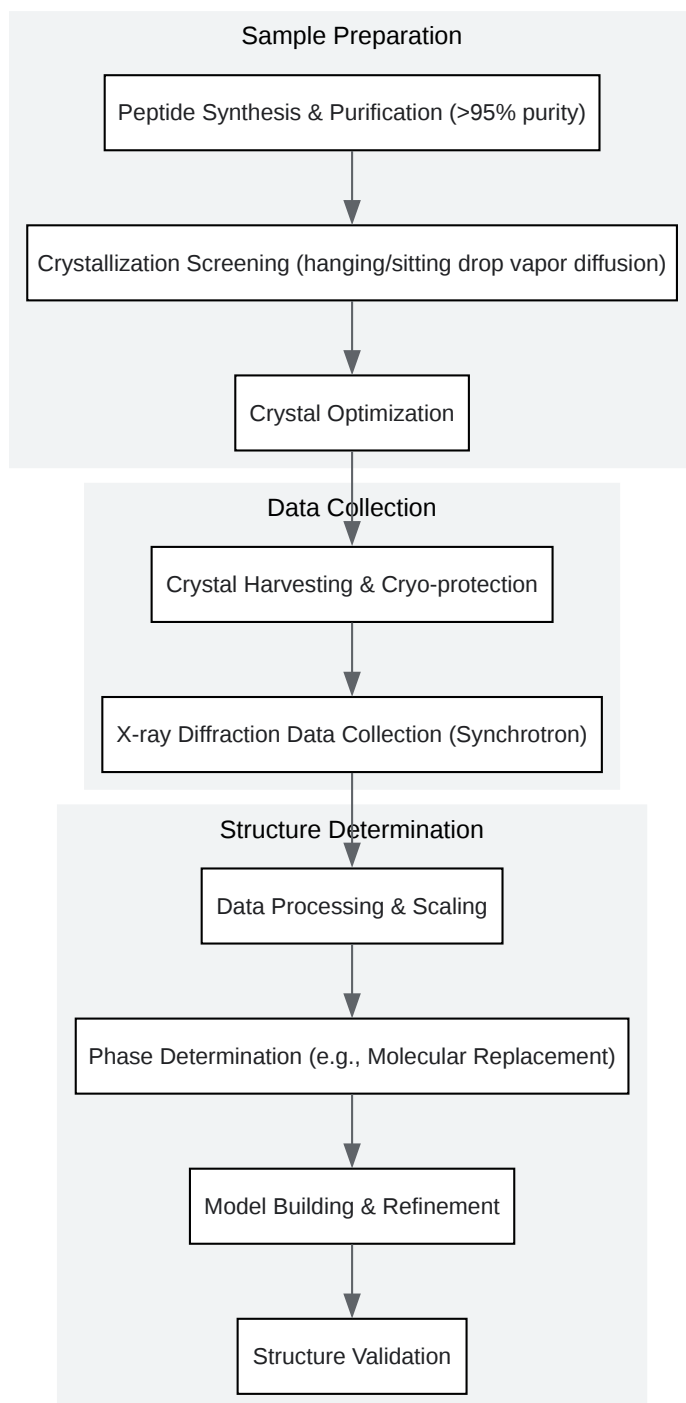 Sample Preparation
Peptide Synthesis & Purification (>95% purity)
Crystallization Screening (hanging/sitting drop vapor diffusion)
Crystal Optimization
Data Collection
Crystal Harvesting & Cryo-protection
X-ray Diffraction Data Collection (Synchrotron)
Structure Determination
Data Processing & Scaling
Phase Determination (e.g., Molecular Replacement)
Model Building & Refinement
Structure Validation